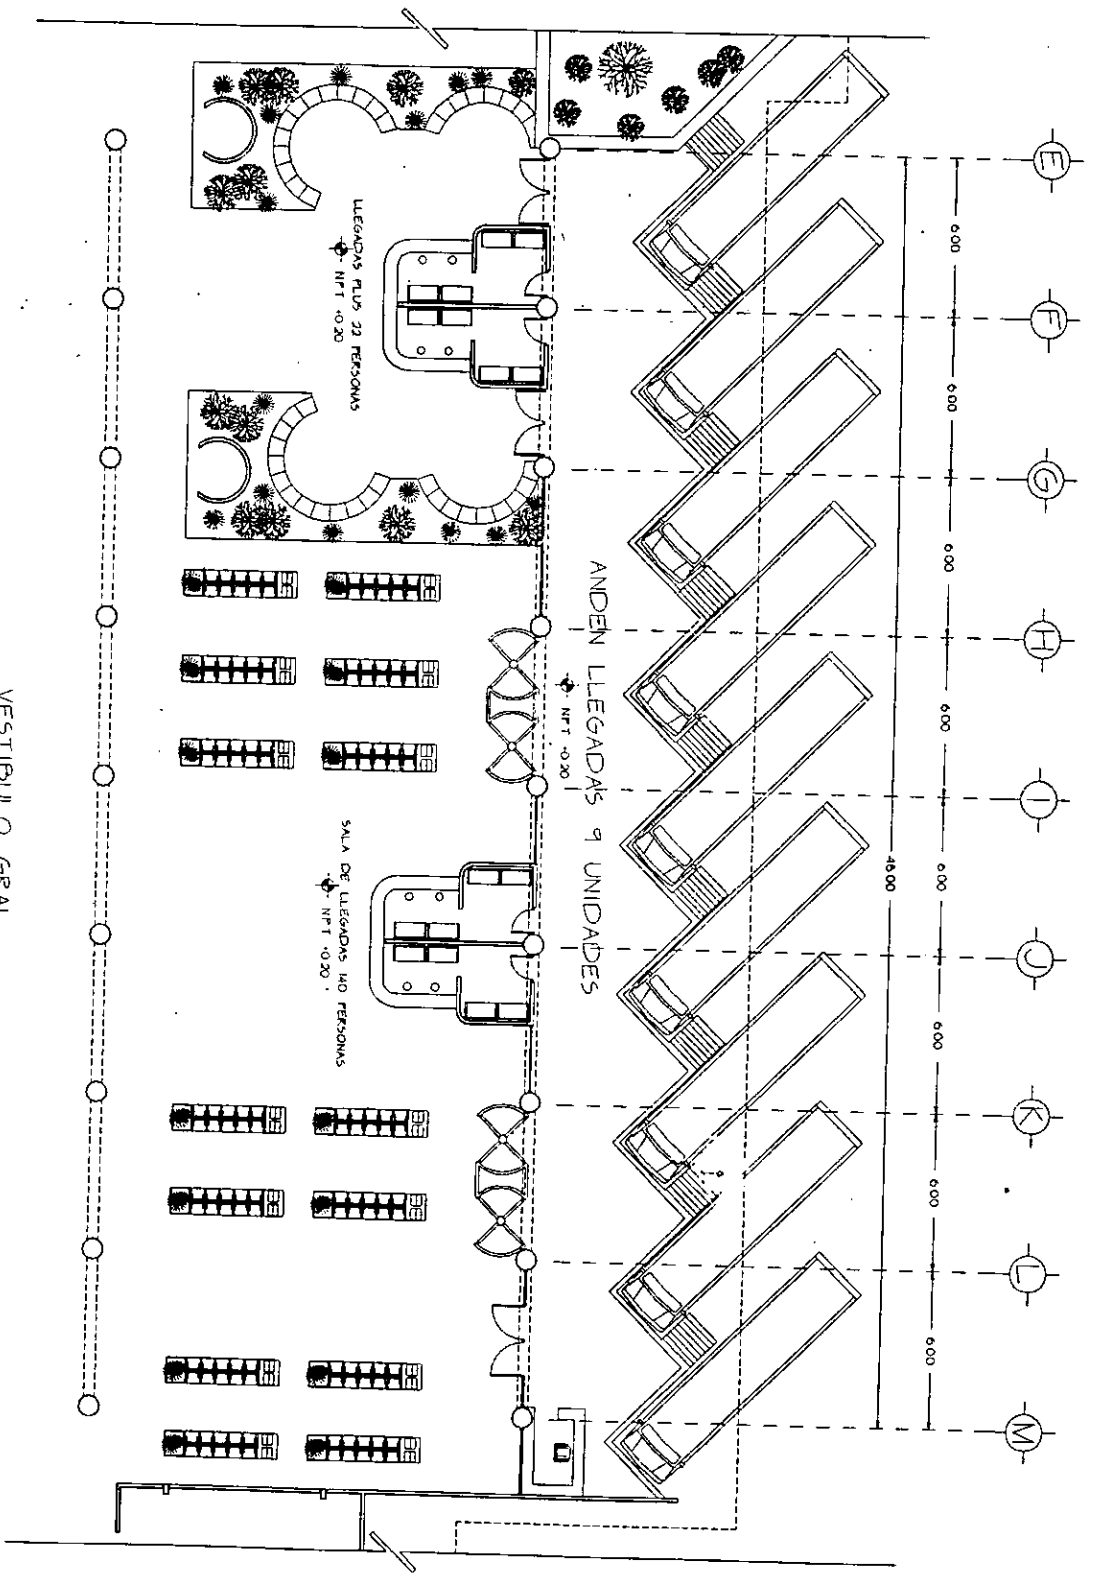 E
F
G
H
I
J
K
L
M
6.00
6.00
6.00
6.00
6.00
6.00
6.00
6.00
48.00
ANDEN LLEGADAS 9 UNIDADES
NPT +0.20
LLEGADAS PLUS 22 PERSONAS
NPT +0.20
SALA DE LLEGADAS 140 PERSONAS
NPT +0.20
VESTIBULO GRAL